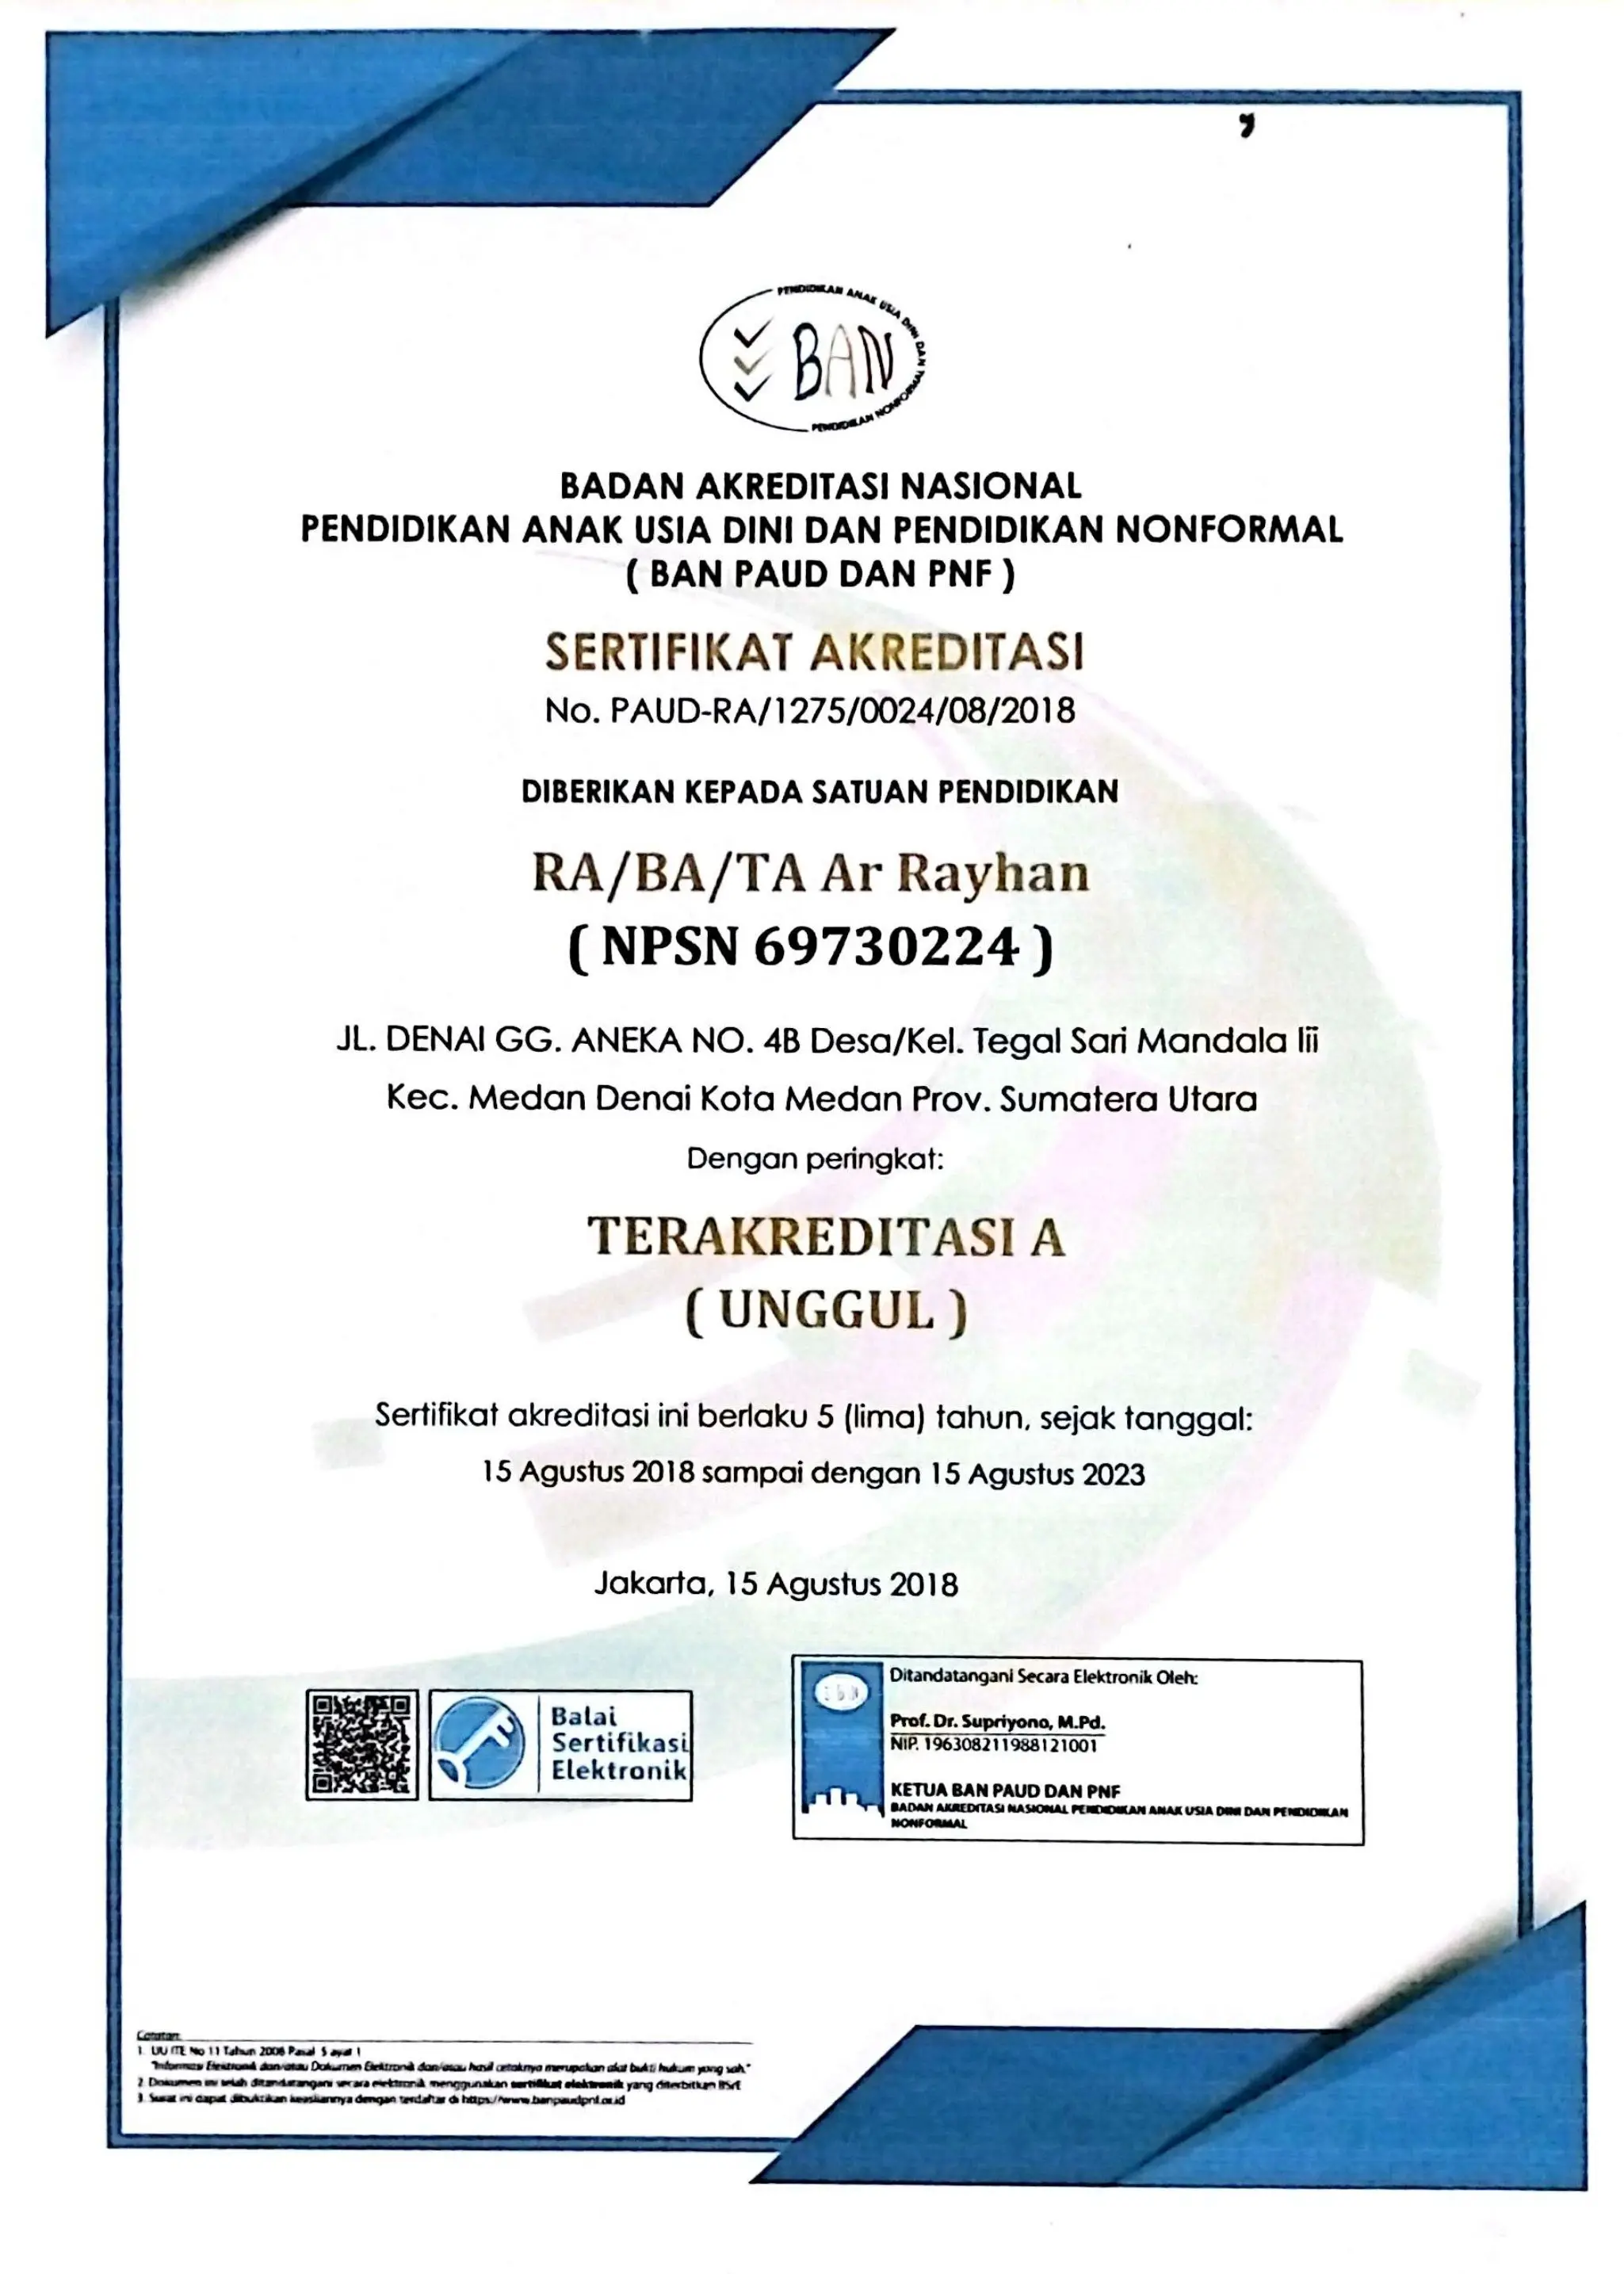 PENDIDIKAN ANAK USIA DINI DAN
BAN
PENDIDIKAN NONFORMAL
BADAN AKREDITASI NASIONAL
PENDIDIKAN ANAK USIA DINI DAN PENDIDIKAN NONFORMAL
( BAN PAUD DAN PNF )
SERTIFIKAT AKREDITASI
No. PAUD-RA/1275/0024/08/2018
DIBERIKAN KEPADA SATUAN PENDIDIKAN
RA/BA/TA Ar Rayhan
( NPSN 69730224 )
JL. DENAI GG. ANEKA NO. 4B Desa/Kel. Tegal Sari Mandala Iii
Kec. Medan Denai Kota Medan Prov. Sumatera Utara
Dengan peringkat:
TERAKREDITASI A
( UNGGUL )
Sertifikat akreditasi ini berlaku 5 (lima) tahun, sejak tanggal:
15 Agustus 2018 sampai dengan 15 Agustus 2023
Jakarta, 15 Agustus 2018
Balai
Sertifikasi
Elektronik
Ditandatangani Secara Elektronik Oleh:
Prof. Dr. Supriyono, M.Pd.
NIP. 196308211988121001
KETUA BAN PAUD DAN PNF
BADAN AKREDITASI NASIONAL PENDIDIKAN ANAK USIA DINI DAN PENDIDIKAN
NONFORMAL
Catatan:
1. UU ITE No 11 Tahun 2008 Pasal 5 ayat 1
"Informasi Elektronik dan/atau Dokumen Elektronik dan/atau hasil cetaknya merupakan alat bukti hukum yang sah."
2. Dokumen ini telah ditandatangani secara elektronik menggunakan sertifikat elektronik yang diterbitkan BSrE
3. Surat ini dapat dibuktikan keasliannya dengan terdaftar di https://www.banpaudpnf.or.id